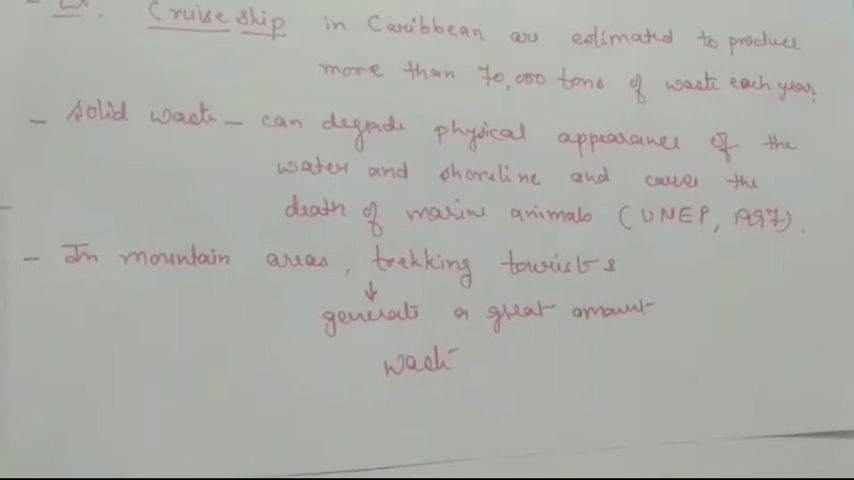 - Ex. Cruise ship in Caribbean are estimated to produce
more than 70,000 tons of waste each year.
- Solid waste - can degrade physical appearance of the
water and shoreline and cause the
death of marine animals (UNEP, 1997).
- In mountain areas, trekking tourists
↓
generate a great amount
waste